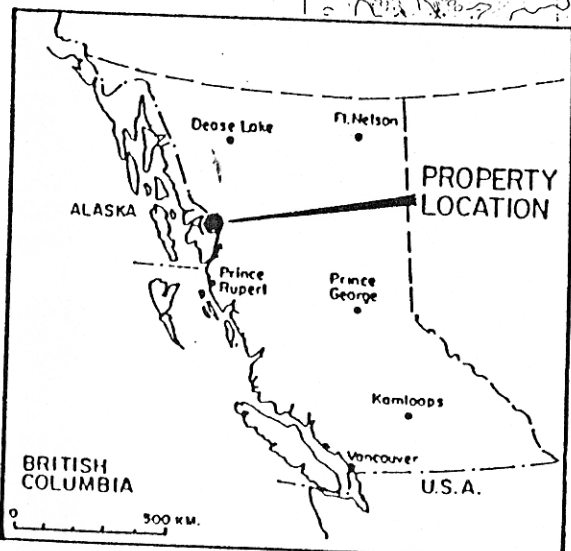 Dease Lake
Ft. Nelson
PROPERTY
LOCATION
ALASKA
Prince
Rupert
Prince
George
Kamloops
Vancouver
BRITISH
COLUMBIA
U.S.A.
0 500 KM.